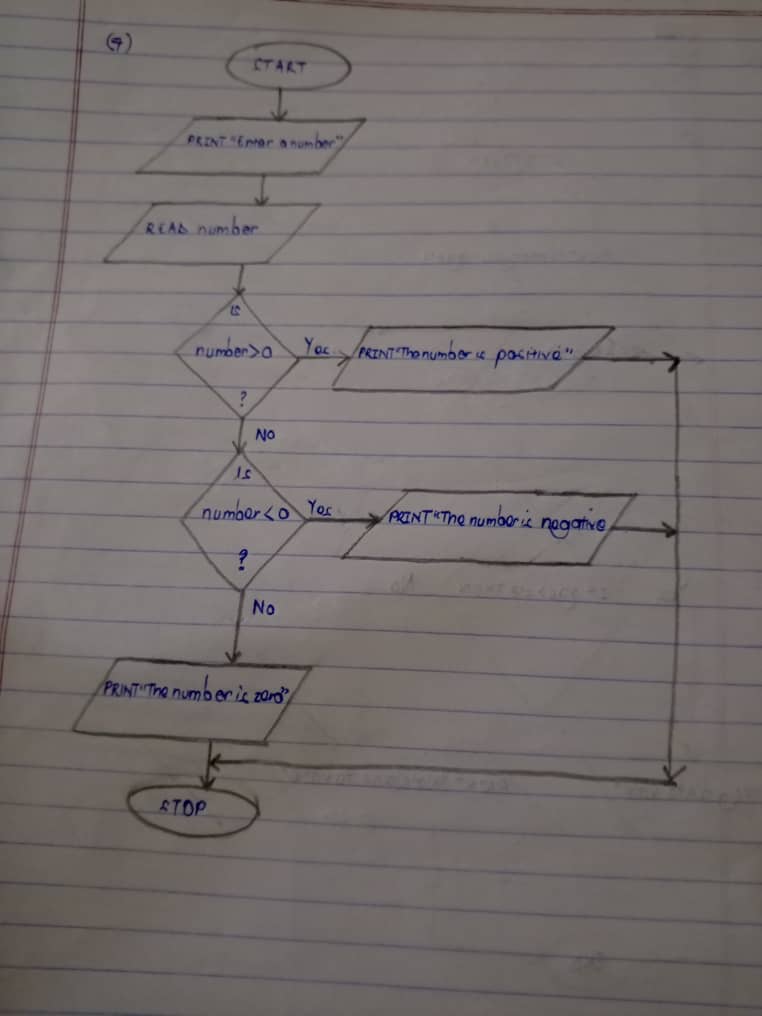 (4)
START
PRINT "Enter a number"
READ number
Is
number>0
?
Yes
PRINT "The number is positive"
No
Is
number<0
?
Yes
PRINT "The number is negative
No
PRINT "The number is zero"
STOP